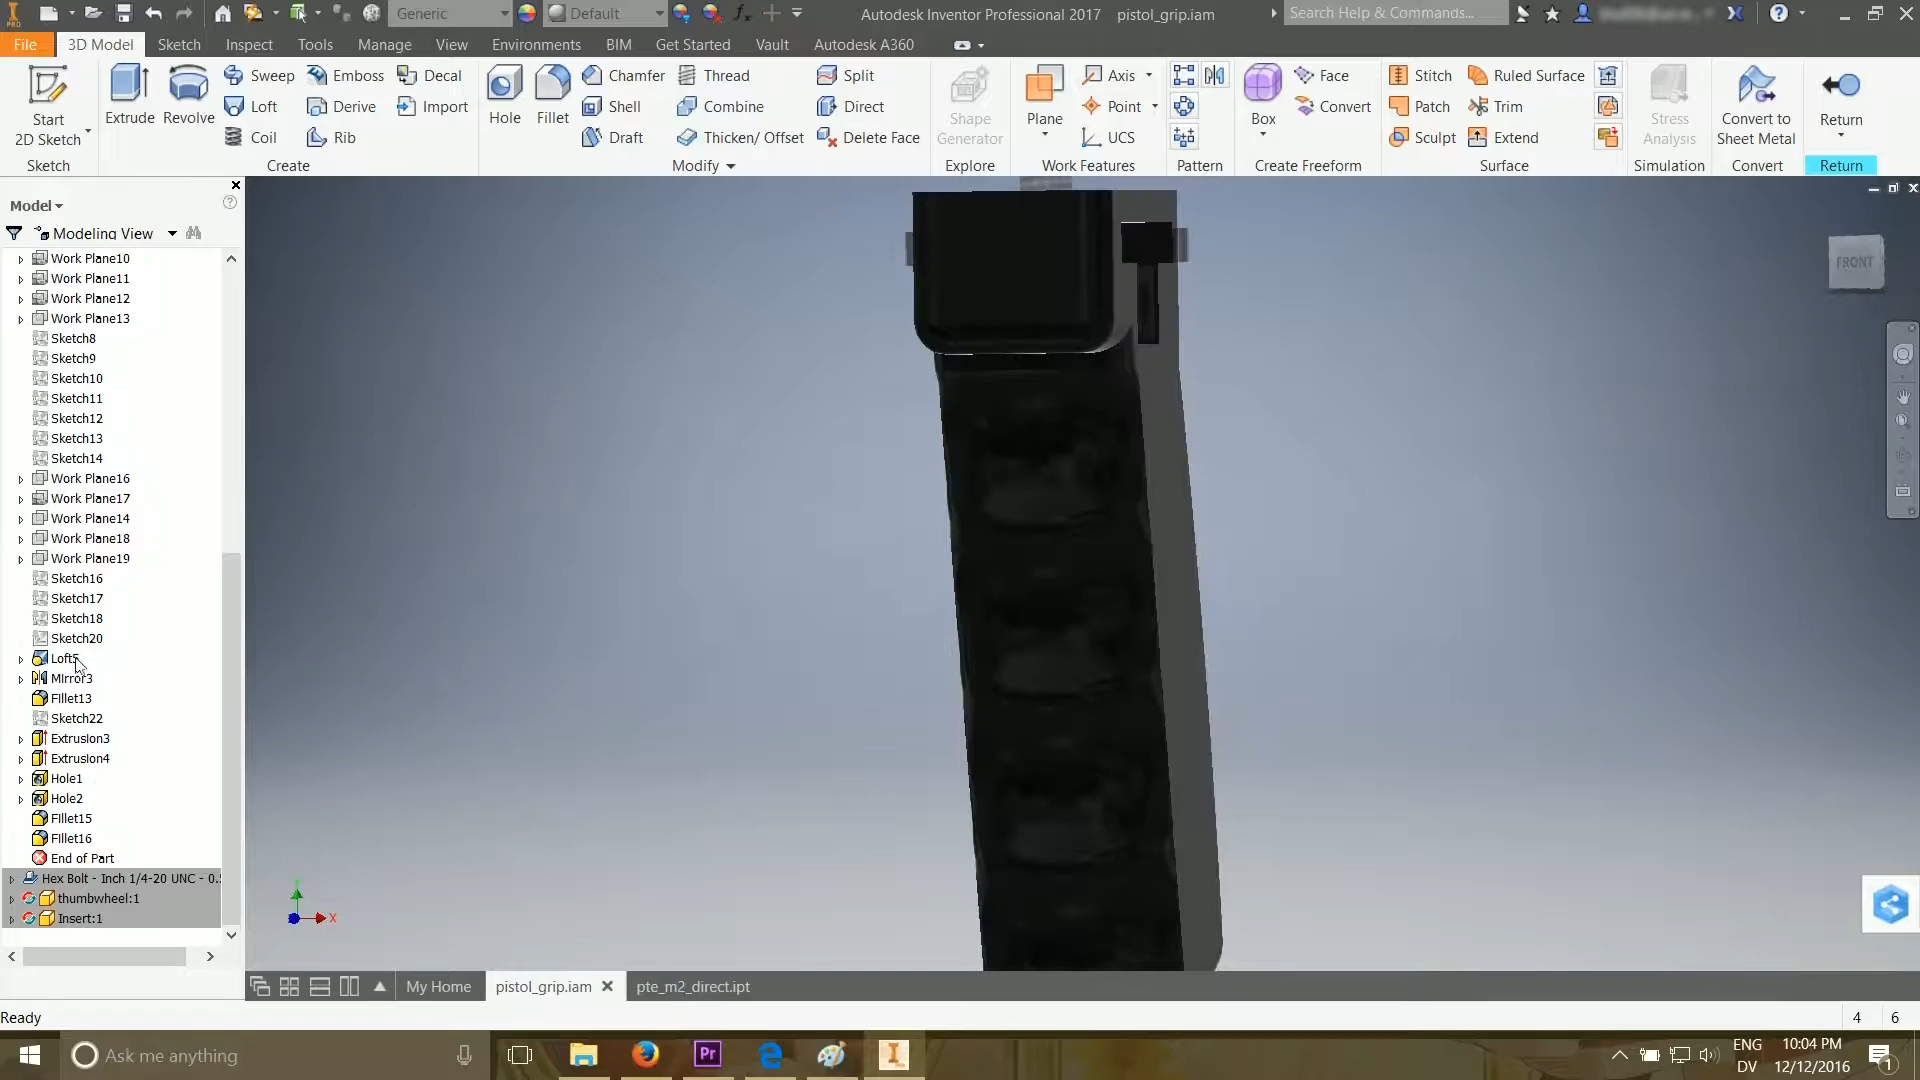 PRO
Generic
Default
fx
Autodesk Inventor Professional 2017 pistol_grip.iam
Search Help & Commands...
File
3D Model
Sketch
Inspect
Tools
Manage
View
Environments
BIM
Get Started
Vault
Autodesk A360
Start
2D Sketch
Sketch
Extrude
Revolve
Sweep
Loft
Coil
Emboss
Derive
Rib
Decal
Import
Create
Hole
Fillet
Chamfer
Shell
Draft
Thread
Combine
Thicken/ Offset
Split
Direct
Delete Face
Modify
Shape
Generator
Explore
Plane
Axis
Point
UCS
Work Features
Pattern
Box
Face
Convert
Create Freeform
Stitch
Patch
Sculpt
Ruled Surface
Trim
Extend
Surface
Stress
Analysis
Simulation
Convert to
Sheet Metal
Convert
Return
Return
Model
Modeling View
Work Plane10
Work Plane11
Work Plane12
Work Plane13
Sketch8
Sketch9
Sketch10
Sketch11
Sketch12
Sketch13
Sketch14
Work Plane16
Work Plane17
Work Plane14
Work Plane18
Work Plane19
Sketch16
Sketch17
Sketch18
Sketch20
Loft5
Mirror3
Fillet13
Sketch22
Extrusion3
Extrusion4
Hole1
Hole2
Fillet15
Fillet16
End of Part
Hex Bolt - Inch 1/4-20 UNC - 0.5
thumbwheel:1
Insert:1
FRONT
X
My Home
pistol_grip.iam
pte_m2_direct.ipt
Ready
4 6
Ask me anything
Pr
ENG
DV
10:04 PM
12/12/2016
1